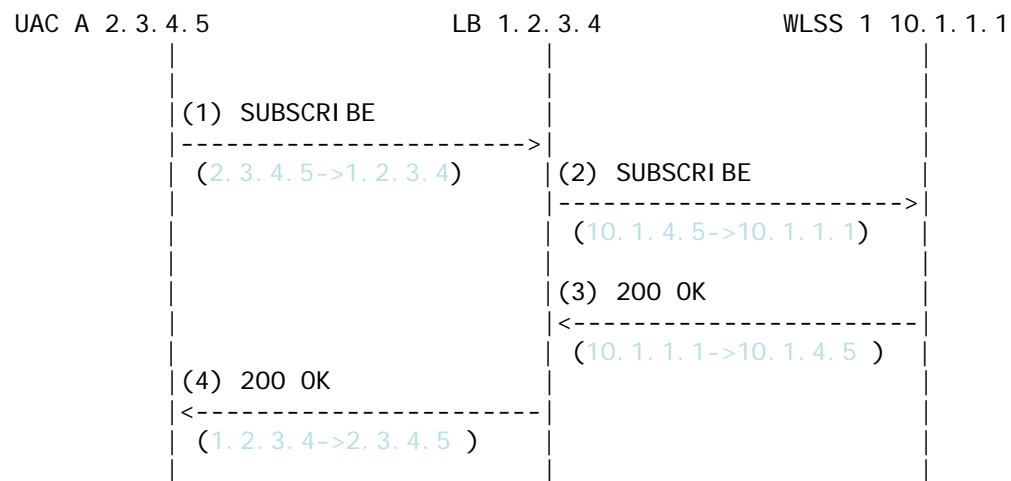 UAC A 2.3.4.5 LB 1.2.3.4 WLSS 1 10.1.1.1
(1) SUBSCRIBE
----------------------->
(2.3.4.5->1.2.3.4) (2) SUBSCRIBE
----------------------->
(10.1.4.5->10.1.1.1)
(3) 200 OK
<-----------------------
(10.1.1.1->10.1.4.5 )
(4) 200 OK
<-----------------------
(1.2.3.4->2.3.4.5 )